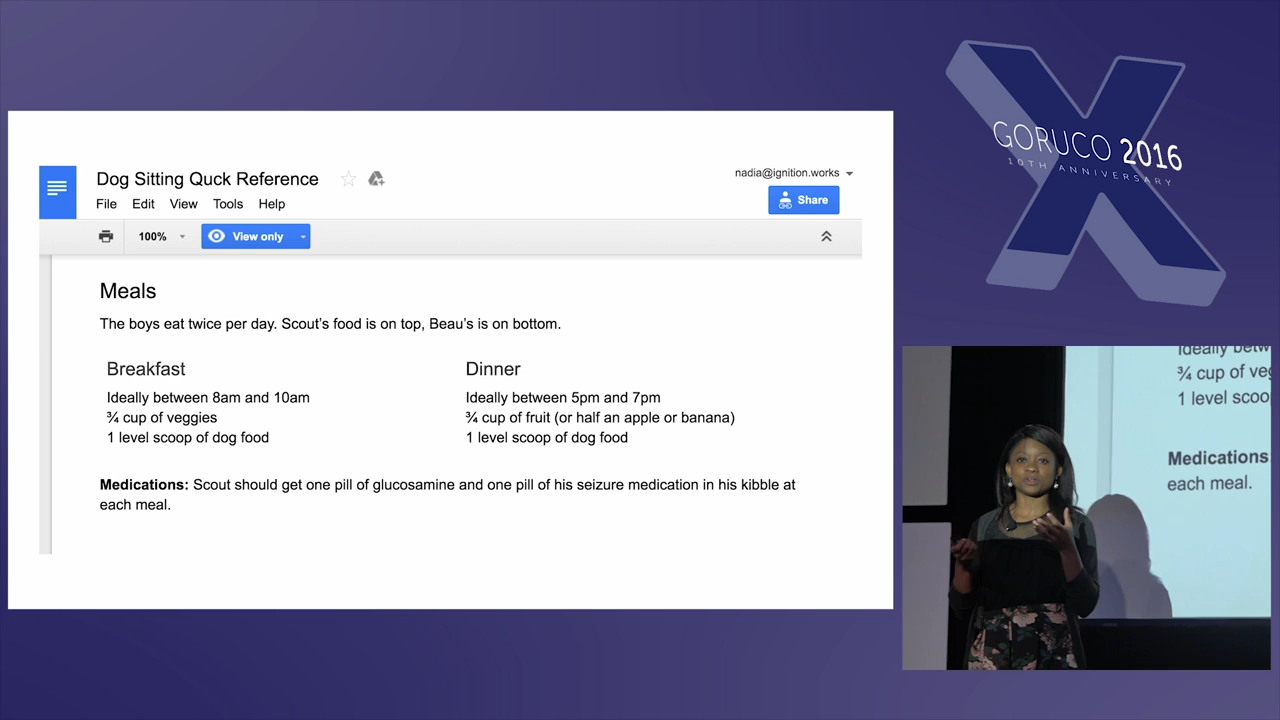 Dog Sitting Quck Reference
nadia@ignition.works
File Edit View Tools Help
Share
100%
View only
Meals
The boys eat twice per day. Scout's food is on top, Beau's is on bottom.
Breakfast
Ideally between 8am and 10am
¾ cup of veggies
1 level scoop of dog food
Dinner
Ideally between 5pm and 7pm
¾ cup of fruit (or half an apple or banana)
1 level scoop of dog food
Medications: Scout should get one pill of glucosamine and one pill of his seizure medication in his kibble at
each meal.
GORUCO 2016
10TH ANNIVERSARY
Ideally betw
¾ cup of veg
1 level scoo
Medications
each meal.